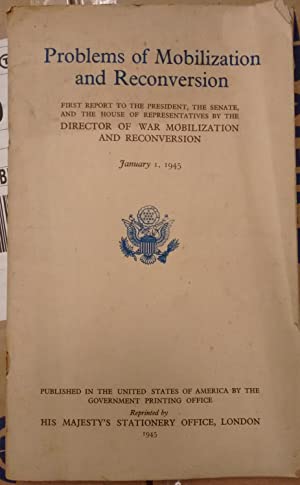 Problems of Mobilization
and Reconversion
FIRST REPORT TO THE PRESIDENT, THE SENATE,
AND THE HOUSE OF REPRESENTATIVES BY THE
DIRECTOR OF WAR MOBILIZATION
AND RECONVERSION
January 1, 1945
PUBLISHED IN THE UNITED STATES OF AMERICA BY THE
GOVERNMENT PRINTING OFFICE
Reprinted by
HIS MAJESTY'S STATIONERY OFFICE, LONDON
1945